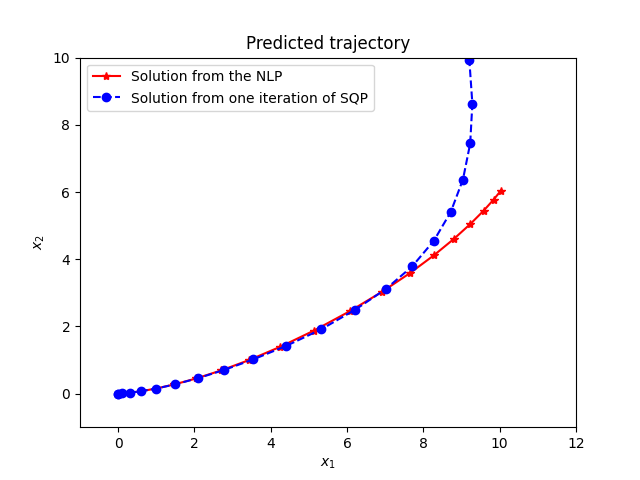 Predicted trajectory
Solution from the NLP
Solution from one iteration of SQP
10
8
6
4
2
0
x₂
0 2 4 6 8 10 12
x₁